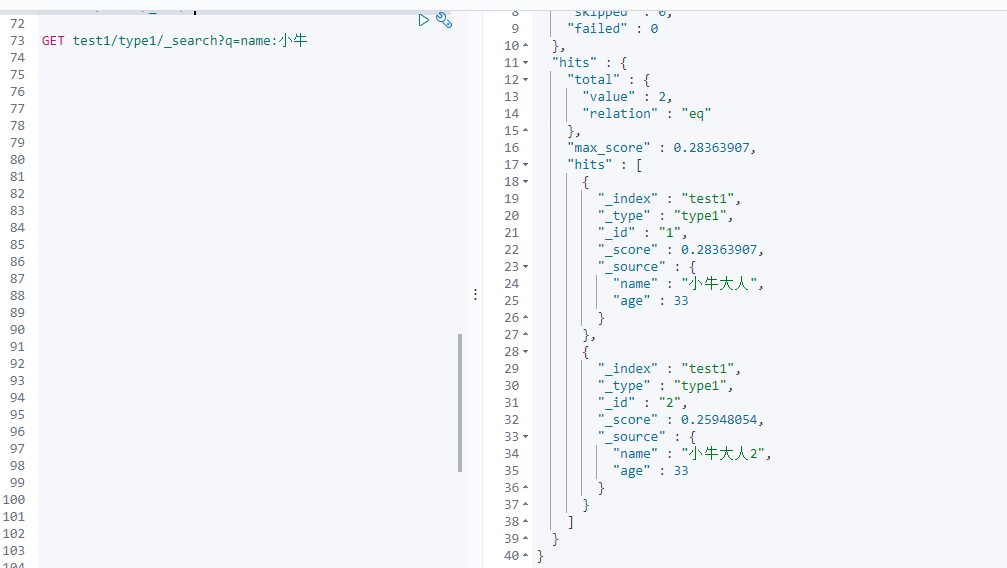 72
73 GET test1/type1/_search?q=name:小牛
74
75
76
77
78
79
80
81
82
83
84
85
86
87
88
89
90
91
92
93
94
95
96
97
98
99
100
101
102
103
104
8 "skipped" : 0,
9 "failed" : 0
10 },
11 "hits" : {
12 "total" : {
13 "value" : 2,
14 "relation" : "eq"
15 },
16 "max_score" : 0.28363907,
17 "hits" : [
18 {
19 "_index" : "test1",
20 "_type" : "type1",
21 "_id" : "1",
22 "_score" : 0.28363907,
23 "_source" : {
24 "name" : "小牛大人",
25 "age" : 33
26 }
27 },
28 {
29 "_index" : "test1",
30 "_type" : "type1",
31 "_id" : "2",
32 "_score" : 0.25948054,
33 "_source" : {
34 "name" : "小牛大人2",
35 "age" : 33
36 }
37 }
38 ]
39 }
40 }